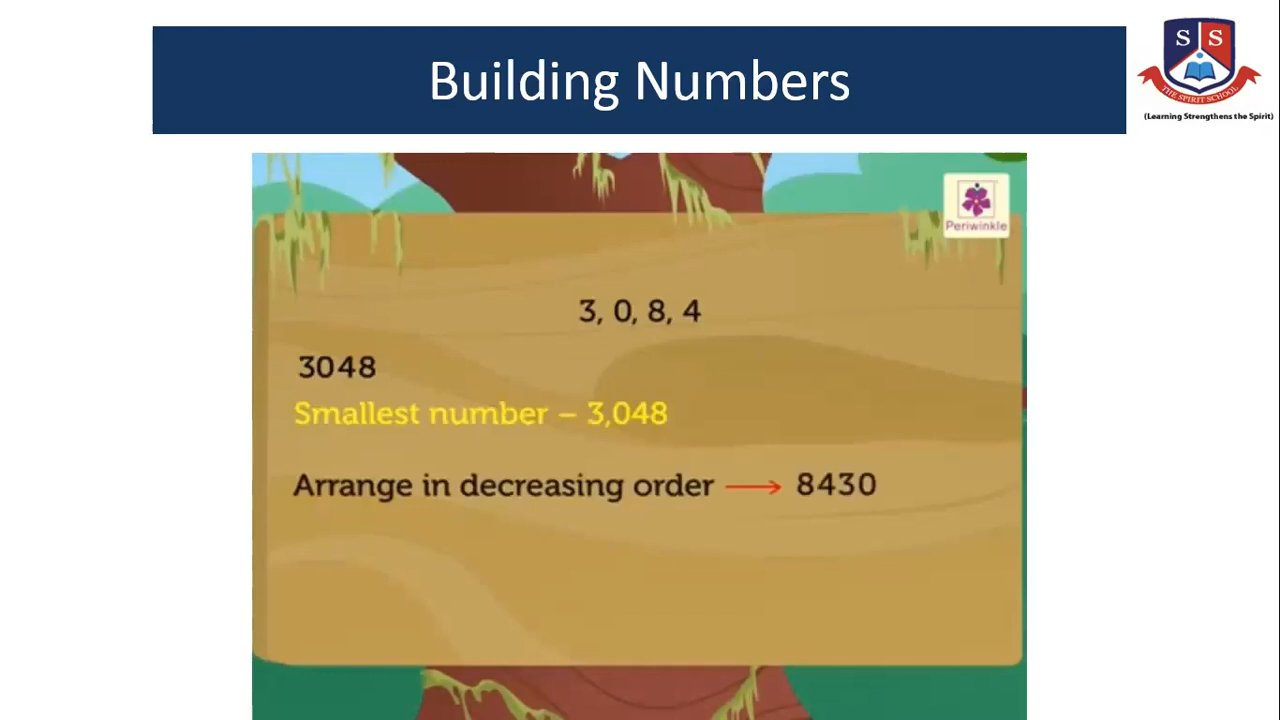 Building Numbers
S S
THE SPIRIT SCHOOL
(Learning Strengthens the Spirit)
Periwinkle
3, 0, 8, 4
3048
Smallest number – 3,048
Arrange in decreasing order ⟶ 8430